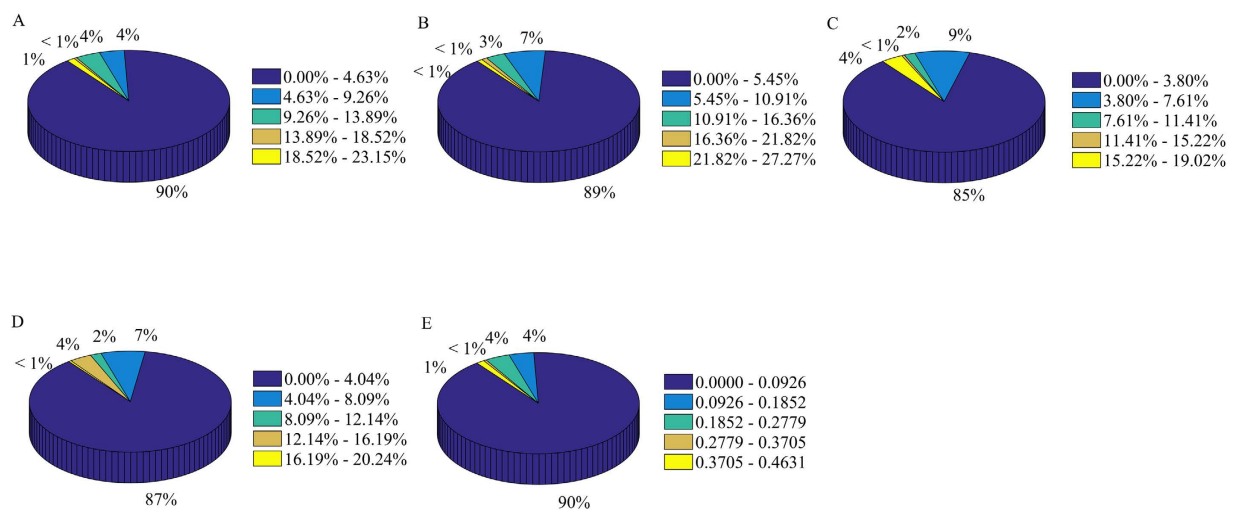 A
< 1%
4%
4%
1%
90%
0.00% - 4.63%
4.63% - 9.26%
9.26% - 13.89%
13.89% - 18.52%
18.52% - 23.15%
B
< 1%
3%
7%
< 1%
89%
0.00% - 5.45%
5.45% - 10.91%
10.91% - 16.36%
16.36% - 21.82%
21.82% - 27.27%
C
< 1%
2%
9%
4%
85%
0.00% - 3.80%
3.80% - 7.61%
7.61% - 11.41%
11.41% - 15.22%
15.22% - 19.02%
D
4%
2%
7%
< 1%
87%
0.00% - 4.04%
4.04% - 8.09%
8.09% - 12.14%
12.14% - 16.19%
16.19% - 20.24%
E
< 1%
4%
4%
1%
90%
0.0000 - 0.0926
0.0926 - 0.1852
0.1852 - 0.2779
0.2779 - 0.3705
0.3705 - 0.4631